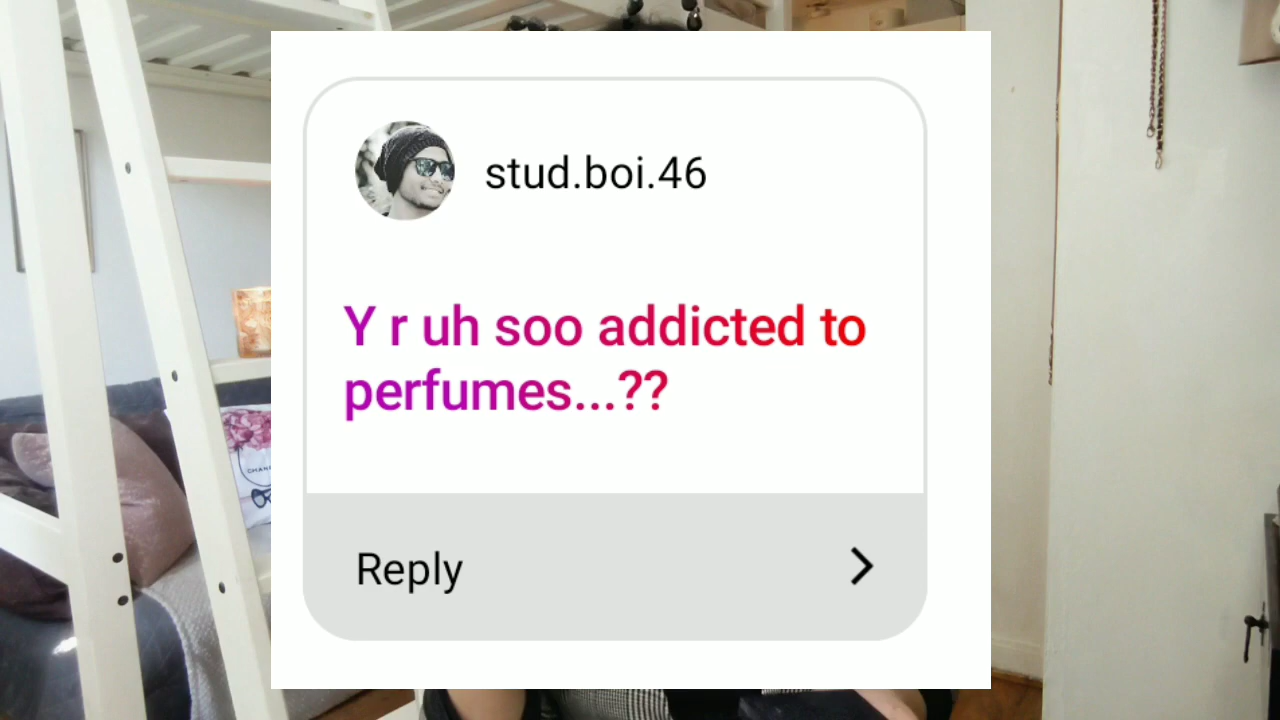 stud.boi.46
Y r uh soo addicted to
perfumes...??
Reply